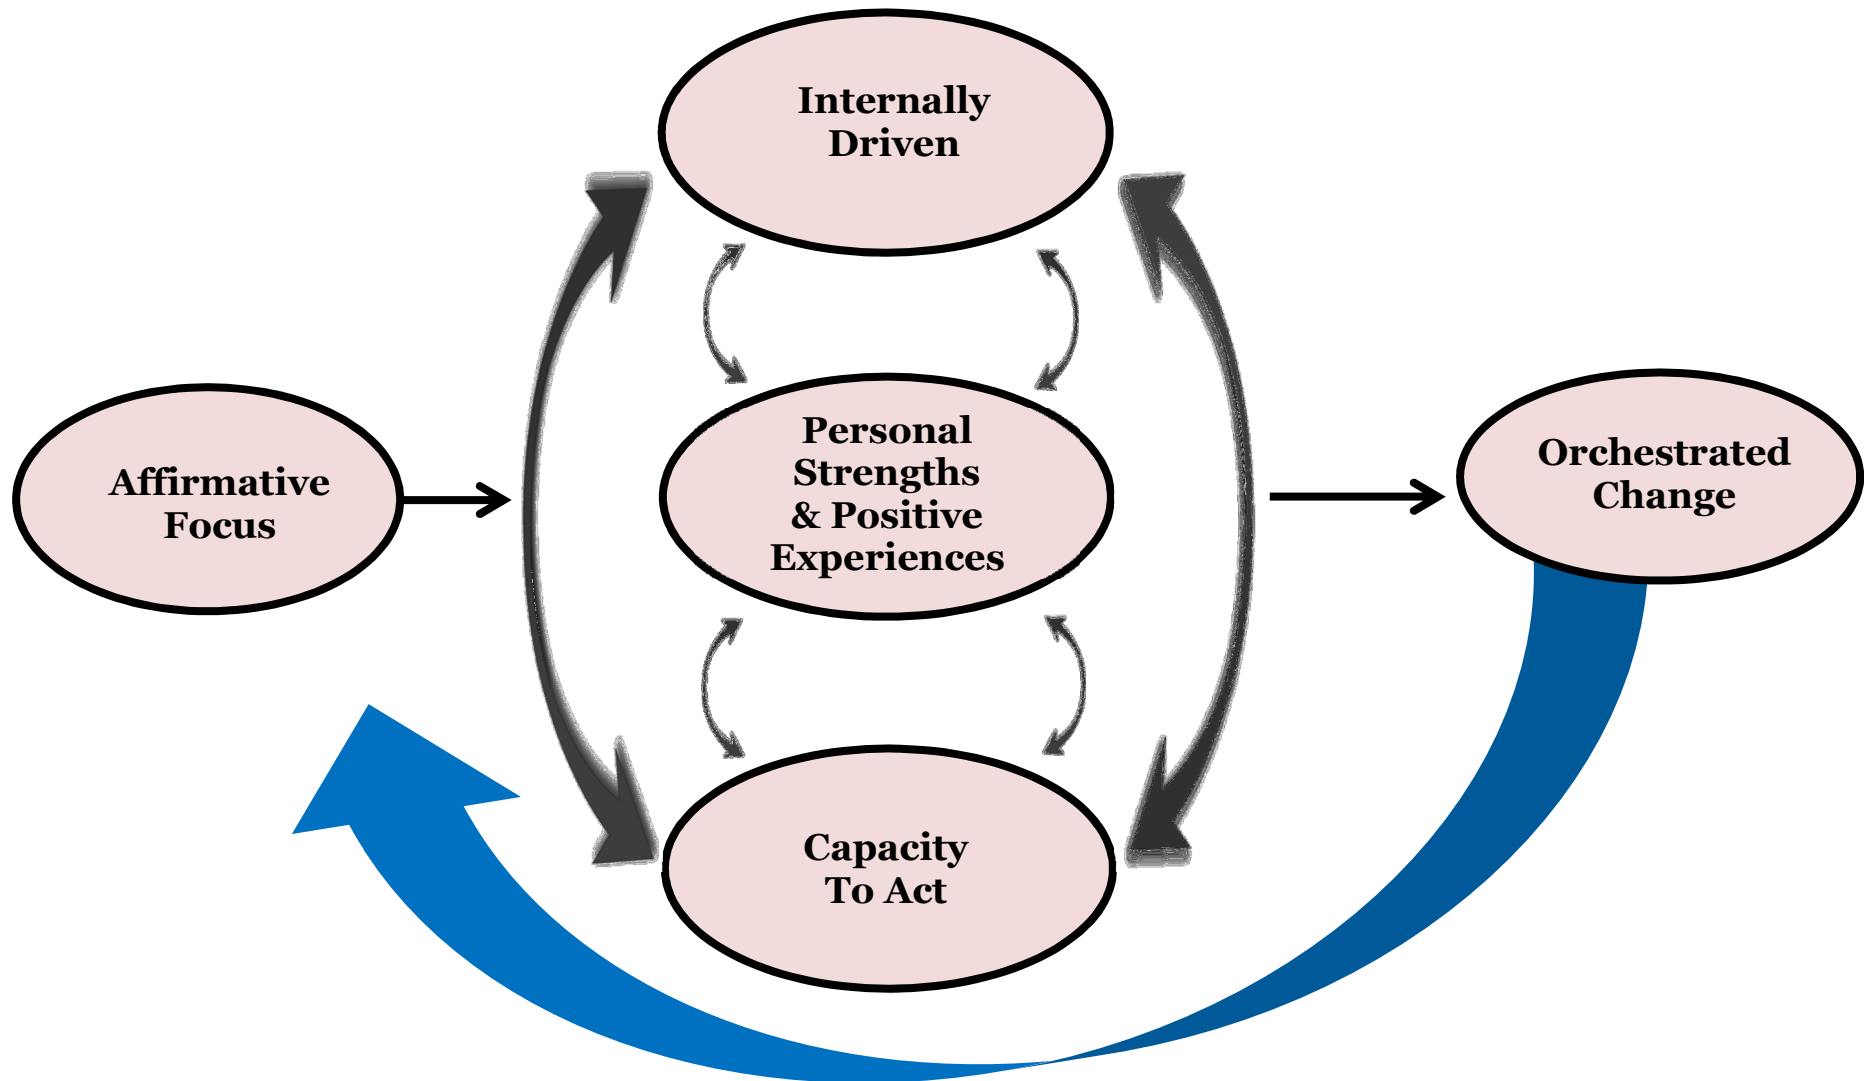 Internally
Driven
Affirmative
Focus
Personal
Strengths
& Positive
Experiences
Orchestrated
Change
Capacity
To Act